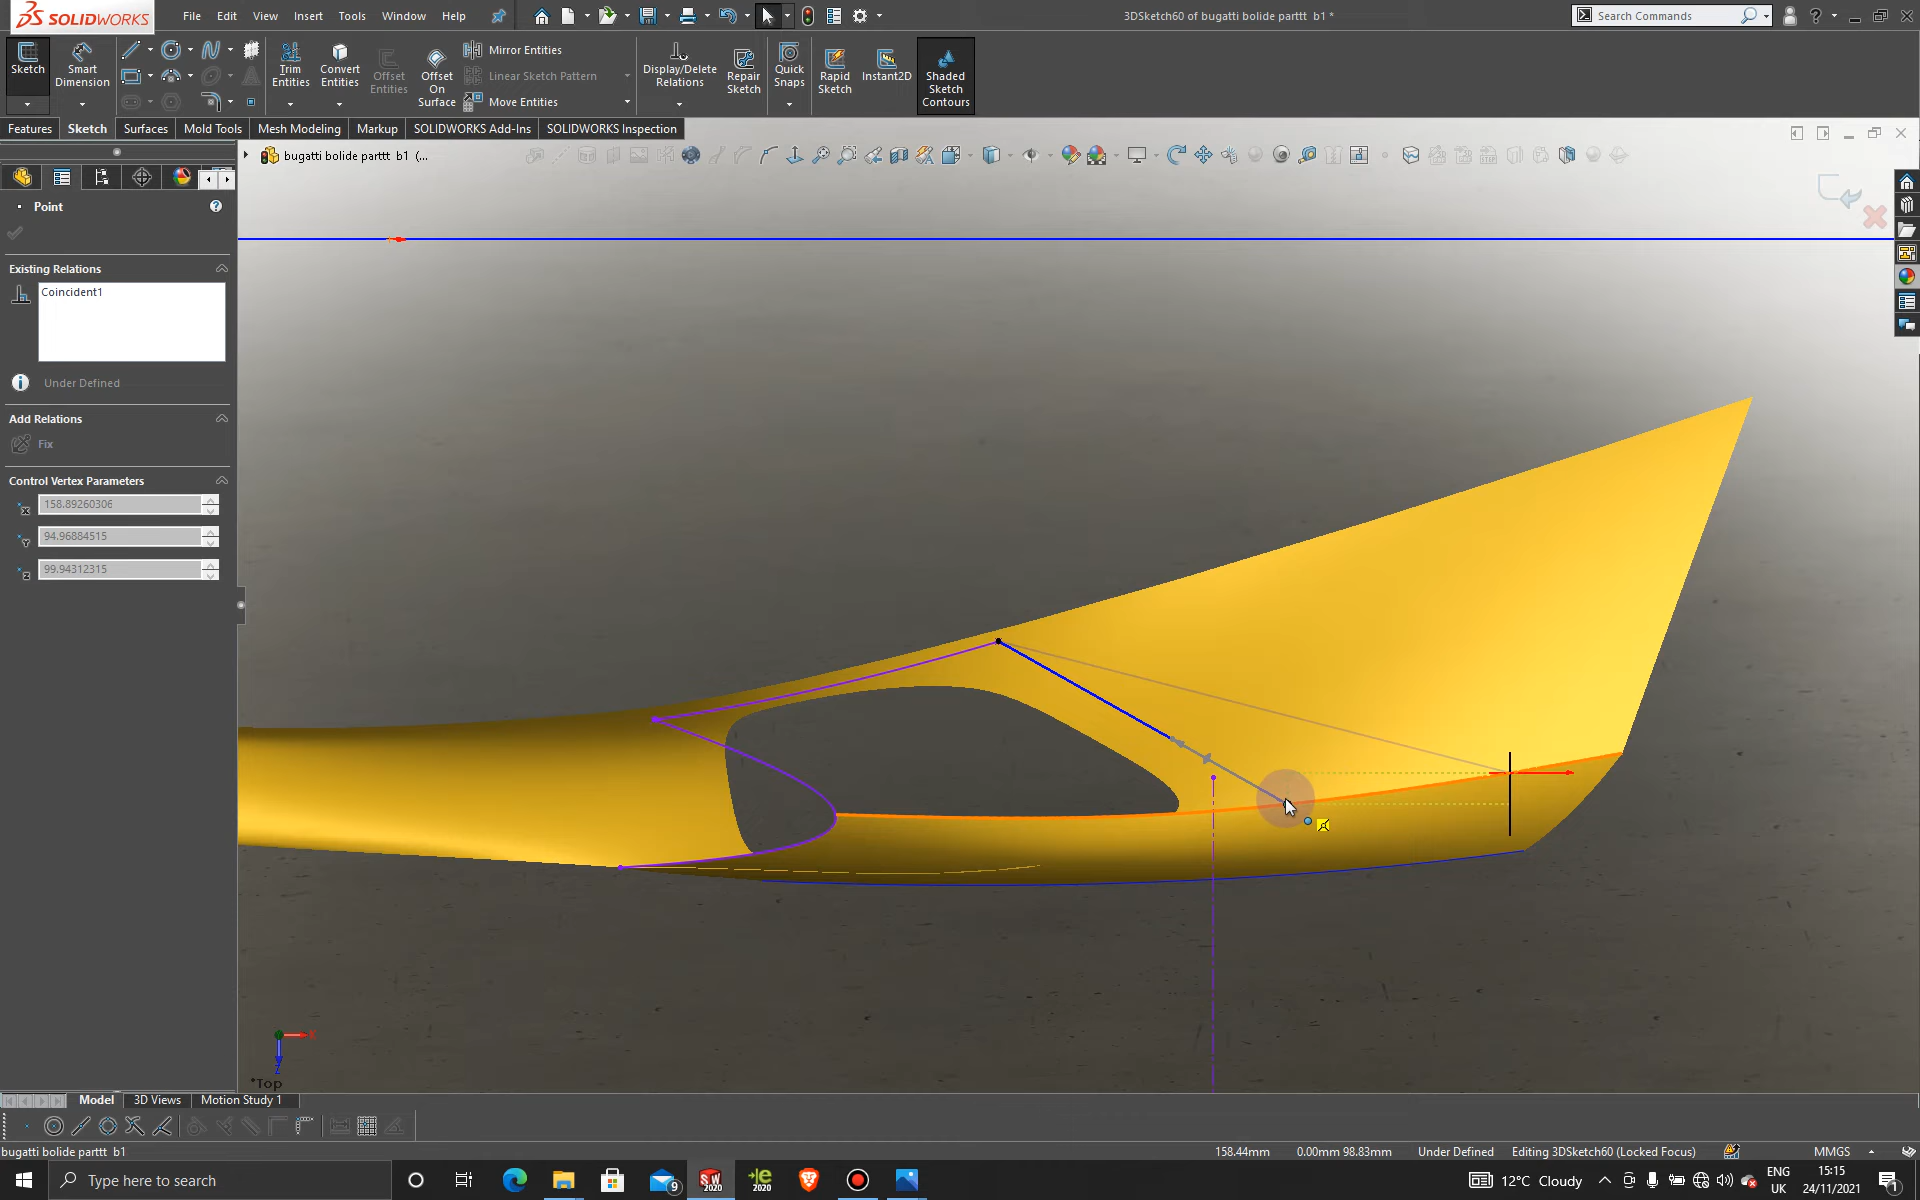 SOLIDWORKS
File Edit View Insert Tools Window Help
3DSketch60 of bugatti bolide parttt b1 *
Search Commands
Sketch
Smart Dimension
Trim Entities
Convert Entities
Offset Entities
Offset On Surface
Mirror Entities
Linear Sketch Pattern
Move Entities
Display/Delete Relations
Repair Sketch
Quick Snaps
Rapid Sketch
Instant2D
Shaded Sketch Contours
Features Sketch Surfaces Mold Tools Mesh Modeling Markup SOLIDWORKS Add-Ins SOLIDWORKS Inspection
bugatti bolide parttt b1 (...
Point
Existing Relations
Coincident1
Under Defined
Add Relations
Fix
Control Vertex Parameters
158.89260306
94.96884515
99.94312315
X
Z
*Top
Model 3D Views Motion Study 1
bugatti bolide parttt b1
158.44mm 0.00mm 98.83mm Under Defined Editing 3DSketch60 (Locked Focus) MMGS
Type here to search
9
SW 2020
e 2020
12°C Cloudy
ENG UK
15:15
24/11/2021
1